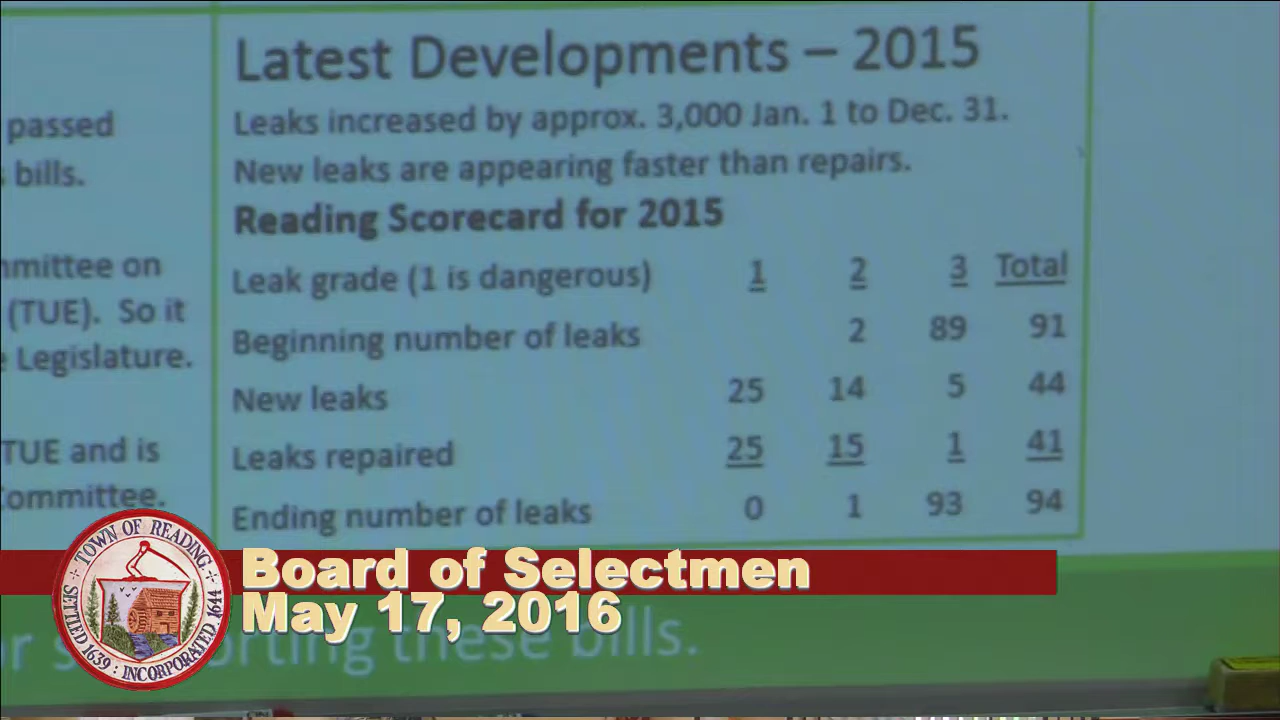 passed
bills.
mmittee on
(TUE). So it
Legislature.
TUE and is
Committee.
Latest Developments – 2015
Leaks increased by approx. 3,000 Jan. 1 to Dec. 31.
New leaks are appearing faster than repairs.
Reading Scorecard for 2015
Leak grade (1 is dangerous) 1 2 3 Total
Beginning number of leaks 2 89 91
New leaks 25 14 5 44
Leaks repaired 25 15 1 41
Ending number of leaks 0 1 93 94
Board of Selectmen
May 17, 2016
these bills.
TOWN OF READING
SETTLED 1639 : INCORPORATED 1644